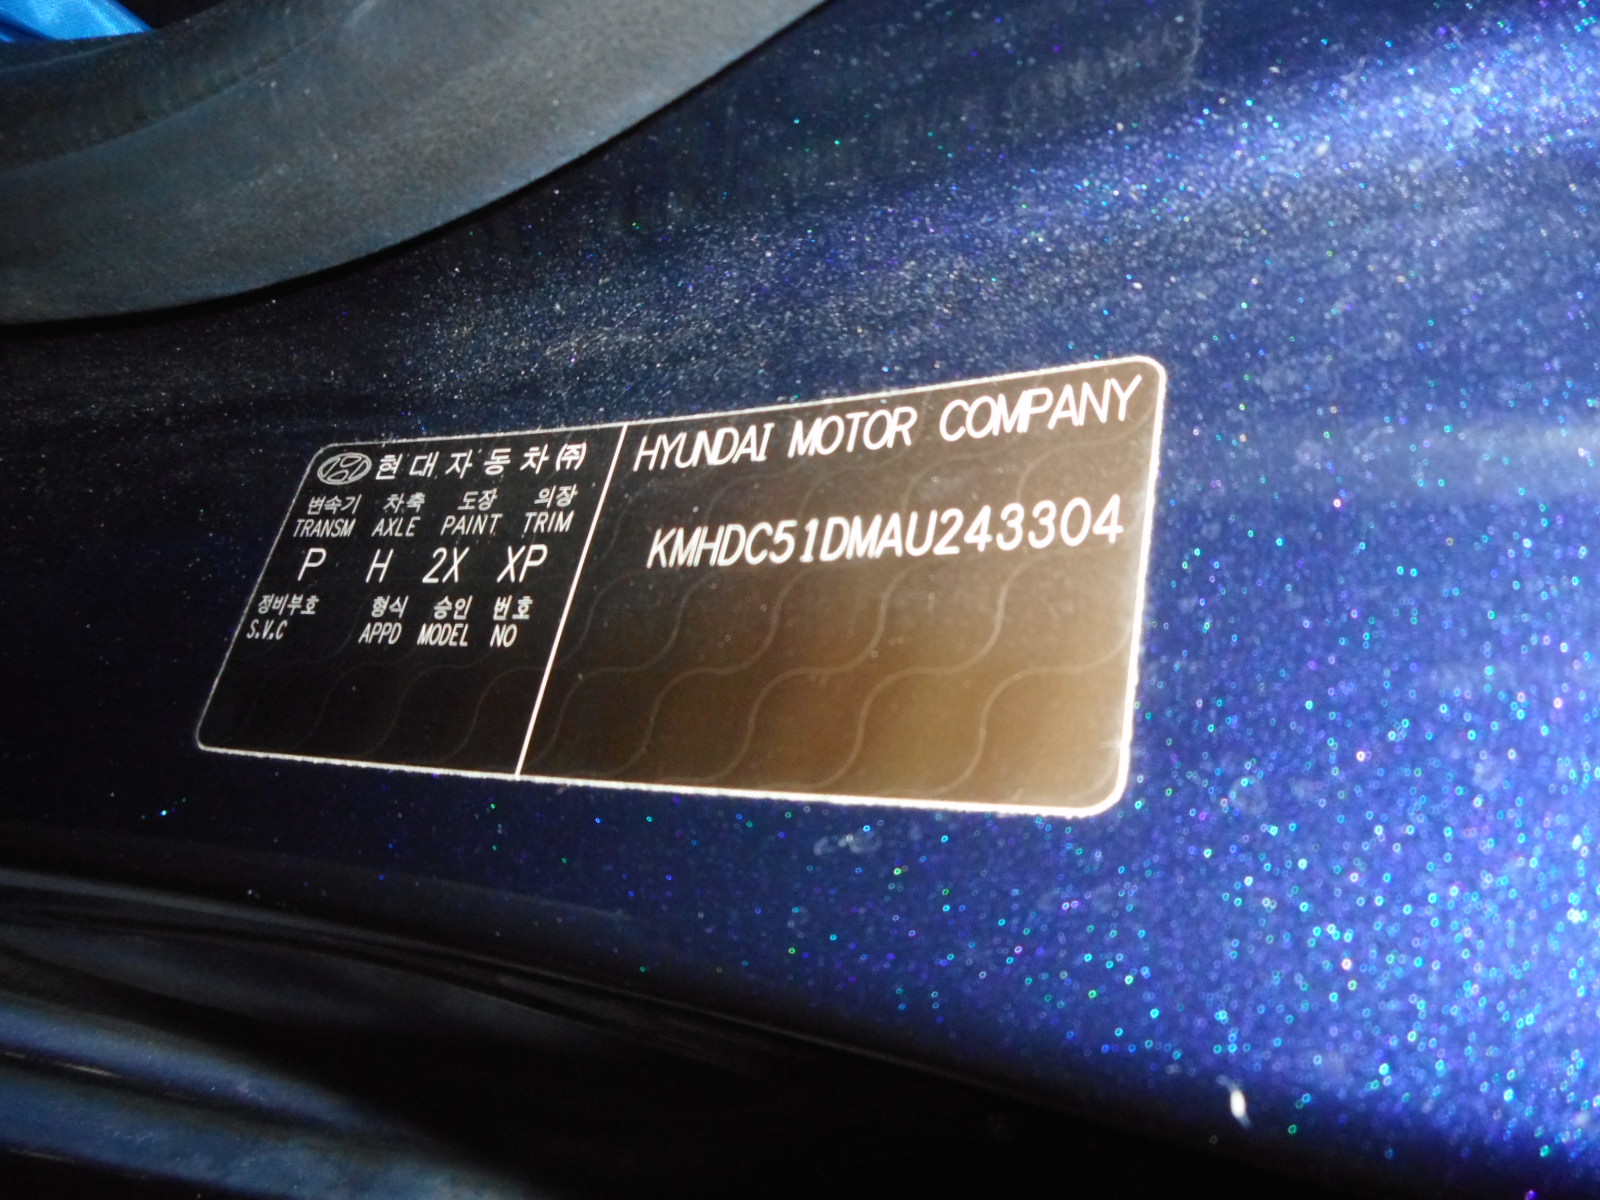 현대자동차(주)
변속기 차축 도장 의장
TRANSM AXLE PAINT TRIM
P H 2X XP
정비부호 형식 승인 번호
S.V.C APPD MODEL NO
HYUNDAI MOTOR COMPANY
KMHDC51DMAU243304